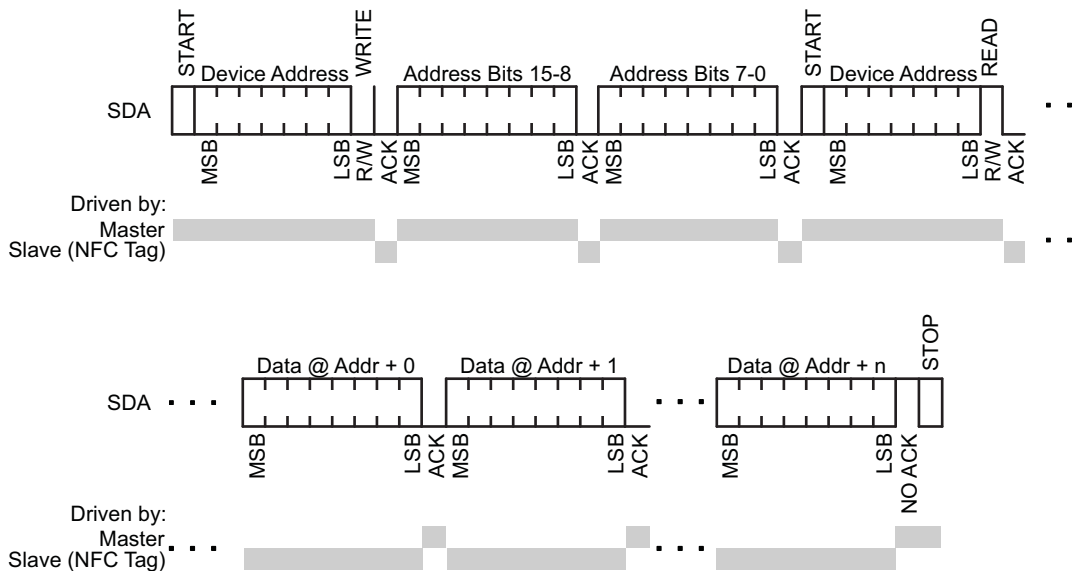 START Device Address WRITE Address Bits 15-8 Address Bits 7-0 START Device Address READ
SDA
MSB LSB R/W ACK MSB LSB ACK MSB LSB ACK MSB LSB R/W ACK
Driven by:
Master
Slave (NFC Tag)
Data @ Addr + 0 Data @ Addr + 1 Data @ Addr + n STOP
SDA
MSB LSB ACK MSB LSB ACK MSB LSB NO ACK
Driven by:
Master
Slave (NFC Tag)